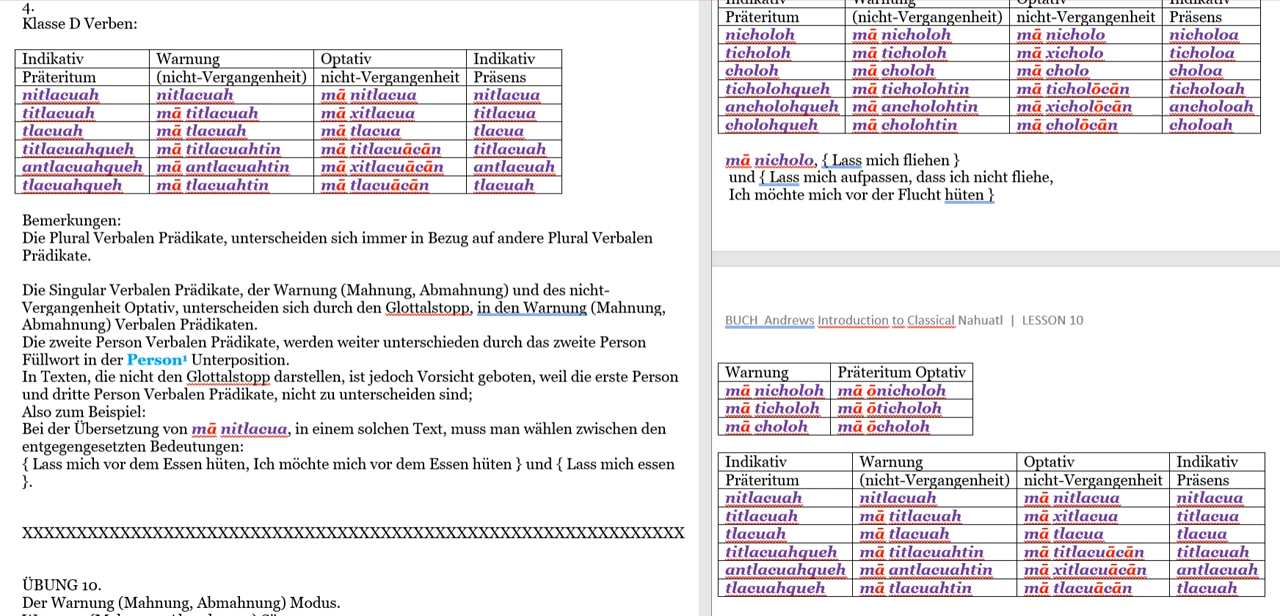 4.
Klasse D Verben:
Indikativ Warnung Optativ Indikativ
Präteritum (nicht-Vergangenheit) nicht-Vergangenheit Präsens
nitlacuah nitlacuah mā nitlacua nitlacua
titlacuah mā titlacuah mā xitlacua titlacua
tlacuah mā tlacuah mā tlacua tlacua
titlacuahqueh mā titlacuahtin mā titlacuācān titlacuah
antlacuahqueh mā antlacuahtin mā xitlacuācān antlacuah
tlacuahqueh mā tlacuahtin mā tlacuācān tlacuah
Bemerkungen:
Die Plural Verbalen Prädikate, unterscheiden sich immer in Bezug auf andere Plural Verbalen
Prädikate.
Die Singular Verbalen Prädikate, der Warnung (Mahnung, Abmahnung) und des nicht-
Vergangenheit Optativ, unterscheiden sich durch den Glottalstopp, in den Warnung (Mahnung,
Abmahnung) Verbalen Prädikaten.
Die zweite Person Verbalen Prädikate, werden weiter unterschieden durch das zweite Person
Füllwort in der Person¹ Unterposition.
In Texten, die nicht den Glottalstopp darstellen, ist jedoch Vorsicht geboten, weil die erste Person
und dritte Person Verbalen Prädikate, nicht zu unterscheiden sind;
Also zum Beispiel:
Bei der Übersetzung von mā nitlacua, in einem solchen Text, muss man wählen zwischen den
entgegengesetzten Bedeutungen:
{ Lass mich vor dem Essen hüten, Ich möchte mich vor dem Essen hüten } und { Lass mich essen
}.
XXXXXXXXXXXXXXXXXXXXXXXXXXXXXXXXXXXXXXXXXXXXXXXXXXXXXXXXXXXXX
ÜBUNG 10.
Der Warnung (Mahnung, Abmahnung) Modus.
Indikativ Warnung Optativ Indikativ
Präteritum (nicht-Vergangenheit) nicht-Vergangenheit Präsens
nicholoh mā nicholoh mā nicholo nicholoa
ticholoh mā ticholoh mā xicholo ticholoa
choloh mā choloh mā cholo choloa
ticholohqueh mā ticholohtin mā ticholōcān ticholoah
ancholohqueh mā ancholohtin mā xicholōcān ancholoah
cholohqueh mā cholohtin mā cholōcān choloah
mā nicholo, { Lass mich fliehen }
und { Lass mich aufpassen, dass ich nicht fliehe,
Ich möchte mich vor der Flucht hüten }
BUCH Andrews Introduction to Classical Nahuatl | LESSON 10
Warnung Präteritum Optativ
mā nicholoh mā ōnicholoh
mā ticholoh mā ōticholoh
mā choloh mā ōcholoh
Indikativ Warnung Optativ Indikativ
Präteritum (nicht-Vergangenheit) nicht-Vergangenheit Präsens
nitlacuah nitlacuah mā nitlacua nitlacua
titlacuah mā titlacuah mā xitlacua titlacua
tlacuah mā tlacuah mā tlacua tlacua
titlacuahqueh mā titlacuahtin mā titlacuācān titlacuah
antlacuahqueh mā antlacuahtin mā xitlacuācān antlacuah
tlacuahqueh mā tlacuahtin mā tlacuācān tlacuah